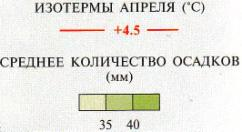 ИЗОТЕРМЫ АПРЕЛЯ (°С)
+4.5
СРЕДНЕЕ КОЛИЧЕСТВО ОСАДКОВ
(мм)
35 40